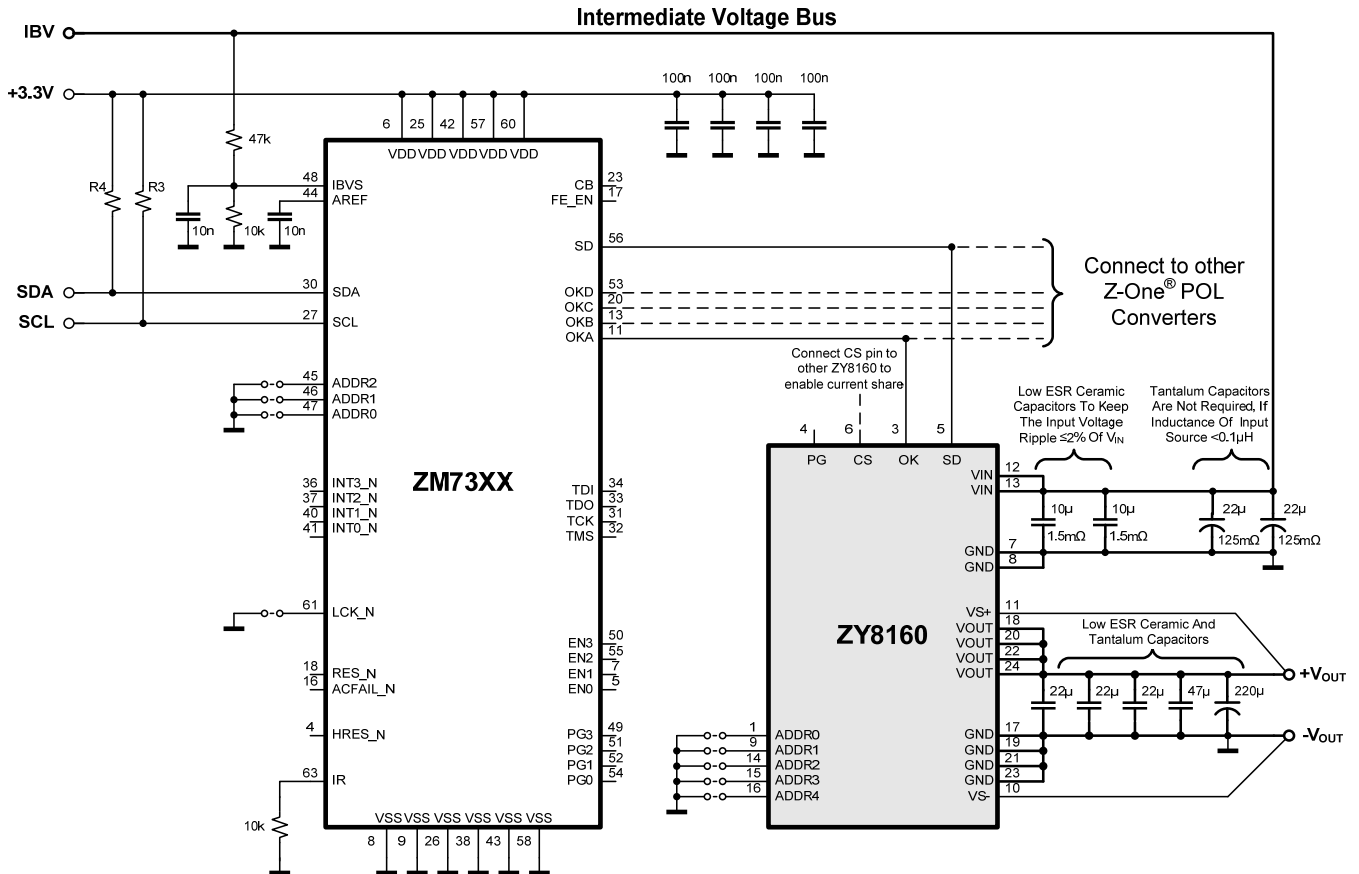 Intermediate Voltage Bus
IBV
+3.3V
100n 100n 100n 100n
6 25 42 57 60
VDD VDD VDD VDD VDD
47k
R4 R3
48 IBVS
44 AREF
10n 10k 10n
CB 23
FE_EN 17
SD 56
SDA 30 SDA
SCL 27 SCL
OKD 53
OKC 20
OKB 13
OKA 11
Connect to other
Z-One® POL
Converters
45 ADDR2
46 ADDR1
47 ADDR0
Connect CS pin to
other ZY8160 to
enable current share
Low ESR Ceramic
Capacitors To Keep
The Input Voltage
Ripple ≤2% Of VIN
Tantalum Capacitors
Are Not Required, If
Inductance Of Input
Source <0.1µH
4 6 3 5
PG CS OK SD
ZM73XX
36 INT3_N
37 INT2_N
40 INT1_N
41 INT0_N
TDI 34
TDO 33
TCK 31
TMS 32
VIN 12
VIN 13
10µ 10µ 22µ 22µ
1.5mΩ 1.5mΩ 125mΩ 125mΩ
GND 7
GND 8
61 LCK_N
ZY8160
VS+ 11
VOUT 18
VOUT 20
VOUT 22
VOUT 24
Low ESR Ceramic And
Tantalum Capacitors
+VOUT
22µ 22µ 22µ 47µ 220µ
EN3 50
EN2 55
EN1 7
EN0 5
18 RES_N
16 ACFAIL_N
4 HRES_N
PG3 49
PG2 51
PG1 52
PG0 54
1 ADDR0
9 ADDR1
14 ADDR2
15 ADDR3
16 ADDR4
GND 17
GND 19
GND 21
GND 23
VS- 10
-VOUT
63 IR
10k
VSS VSS VSS VSS VSS VSS
8 9 26 38 43 58